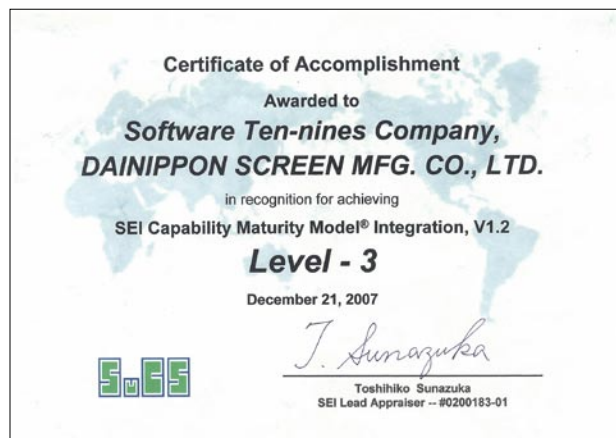 Certificate of Accomplishment
Awarded to
Software Ten-nines Company,
DAINIPPON SCREEN MFG. CO., LTD.
in recognition for achieving
SEI Capability Maturity Model® Integration, V1.2
Level - 3
December 21, 2007
T. Sunazuka
SuCS
Toshihiko Sunazuka
SEI Lead Appraiser -- #0200183-01